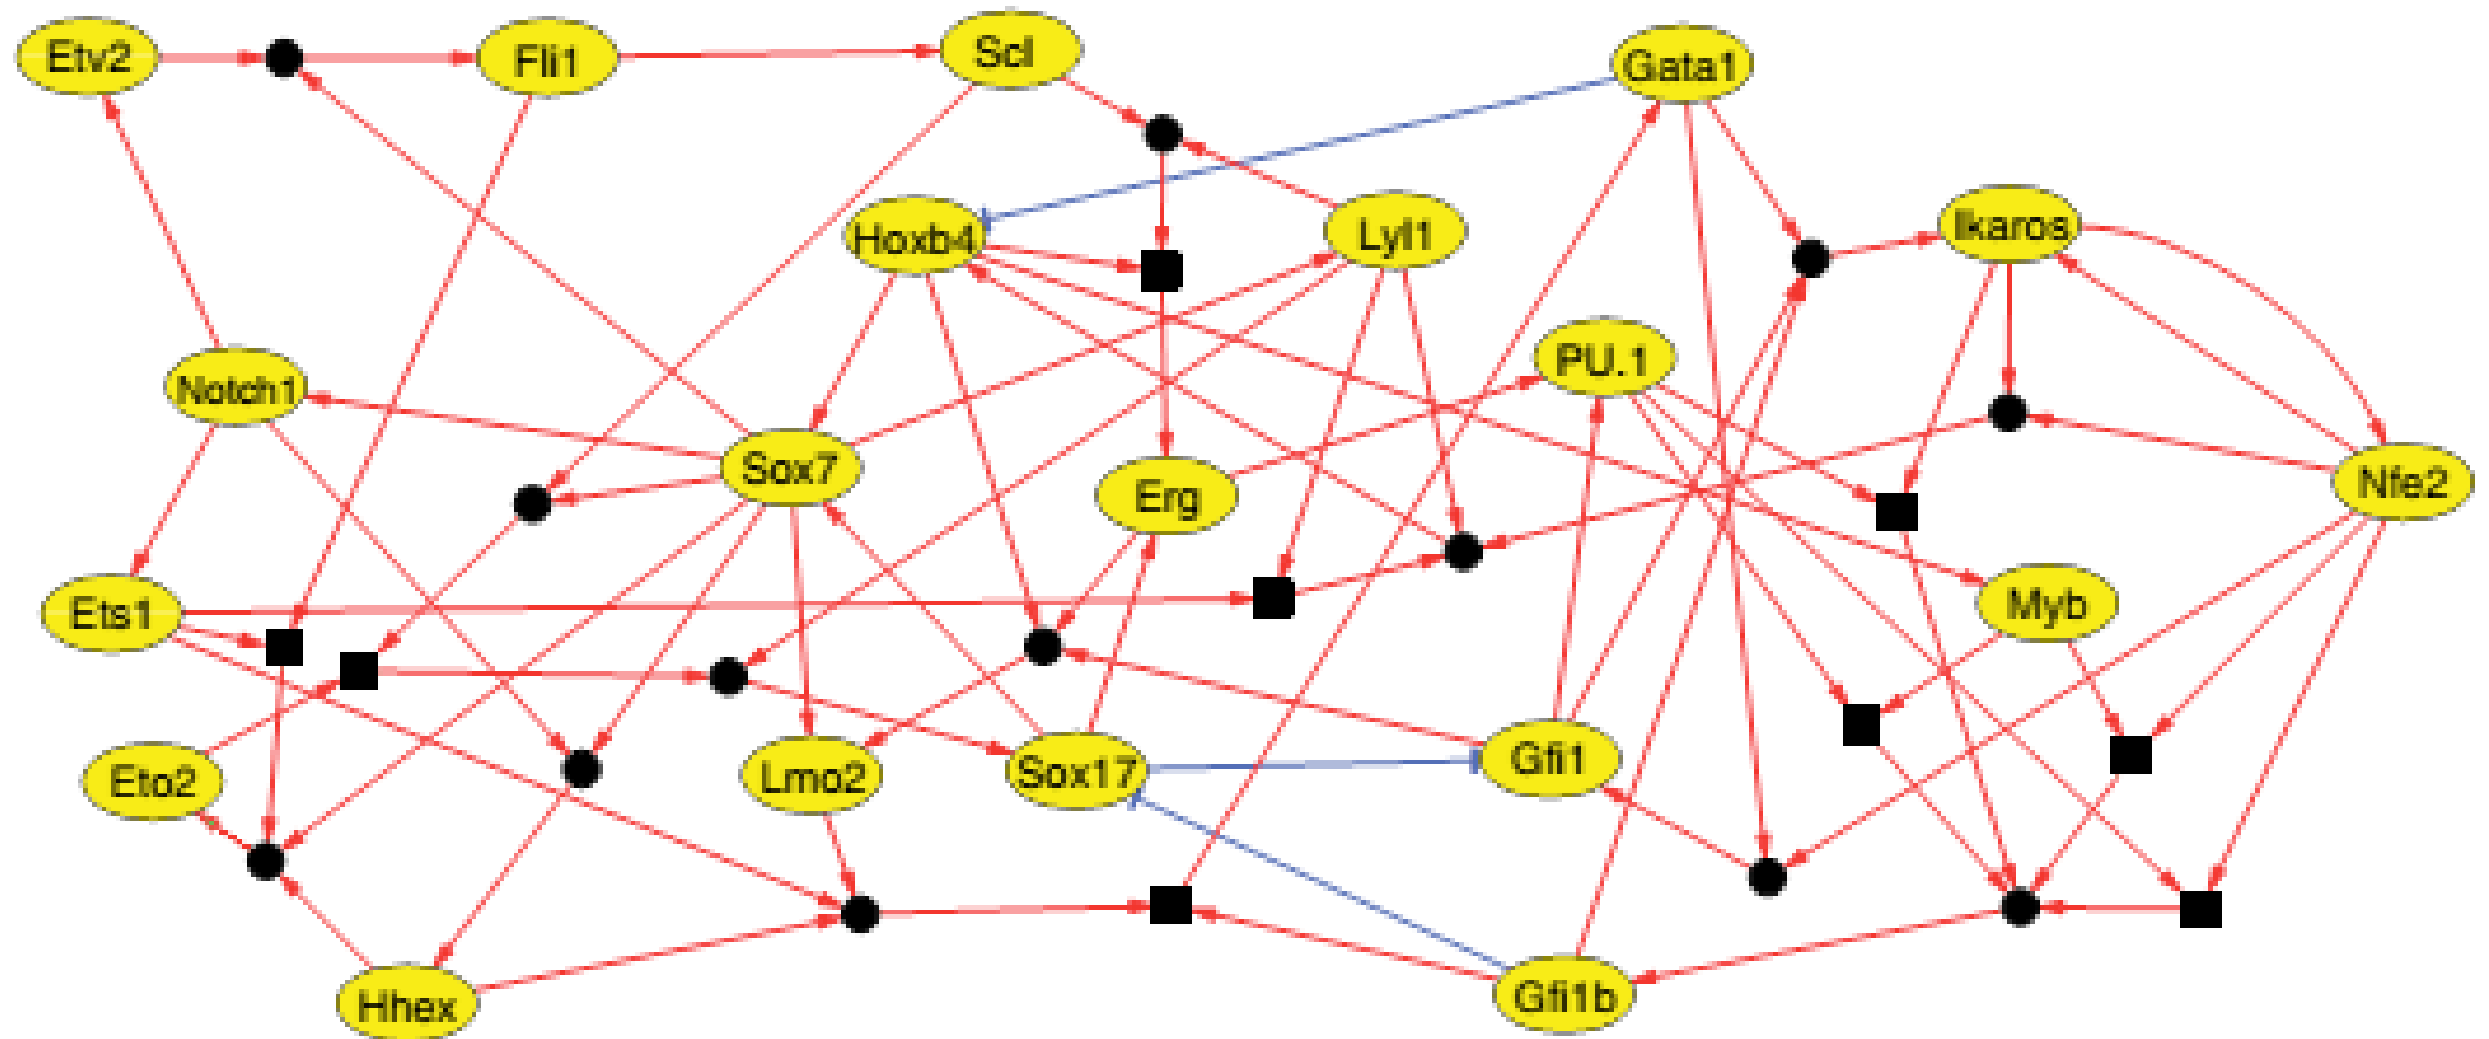 Etv2
Fli1
Scl
Gata1
Hoxb4
Lyl1
Ikaros
Notch1
PU.1
Sox7
Erg
Nfe2
Ets1
Myb
Eto2
Lmo2
Sox17
Gfi1
Hhex
Gfi1b